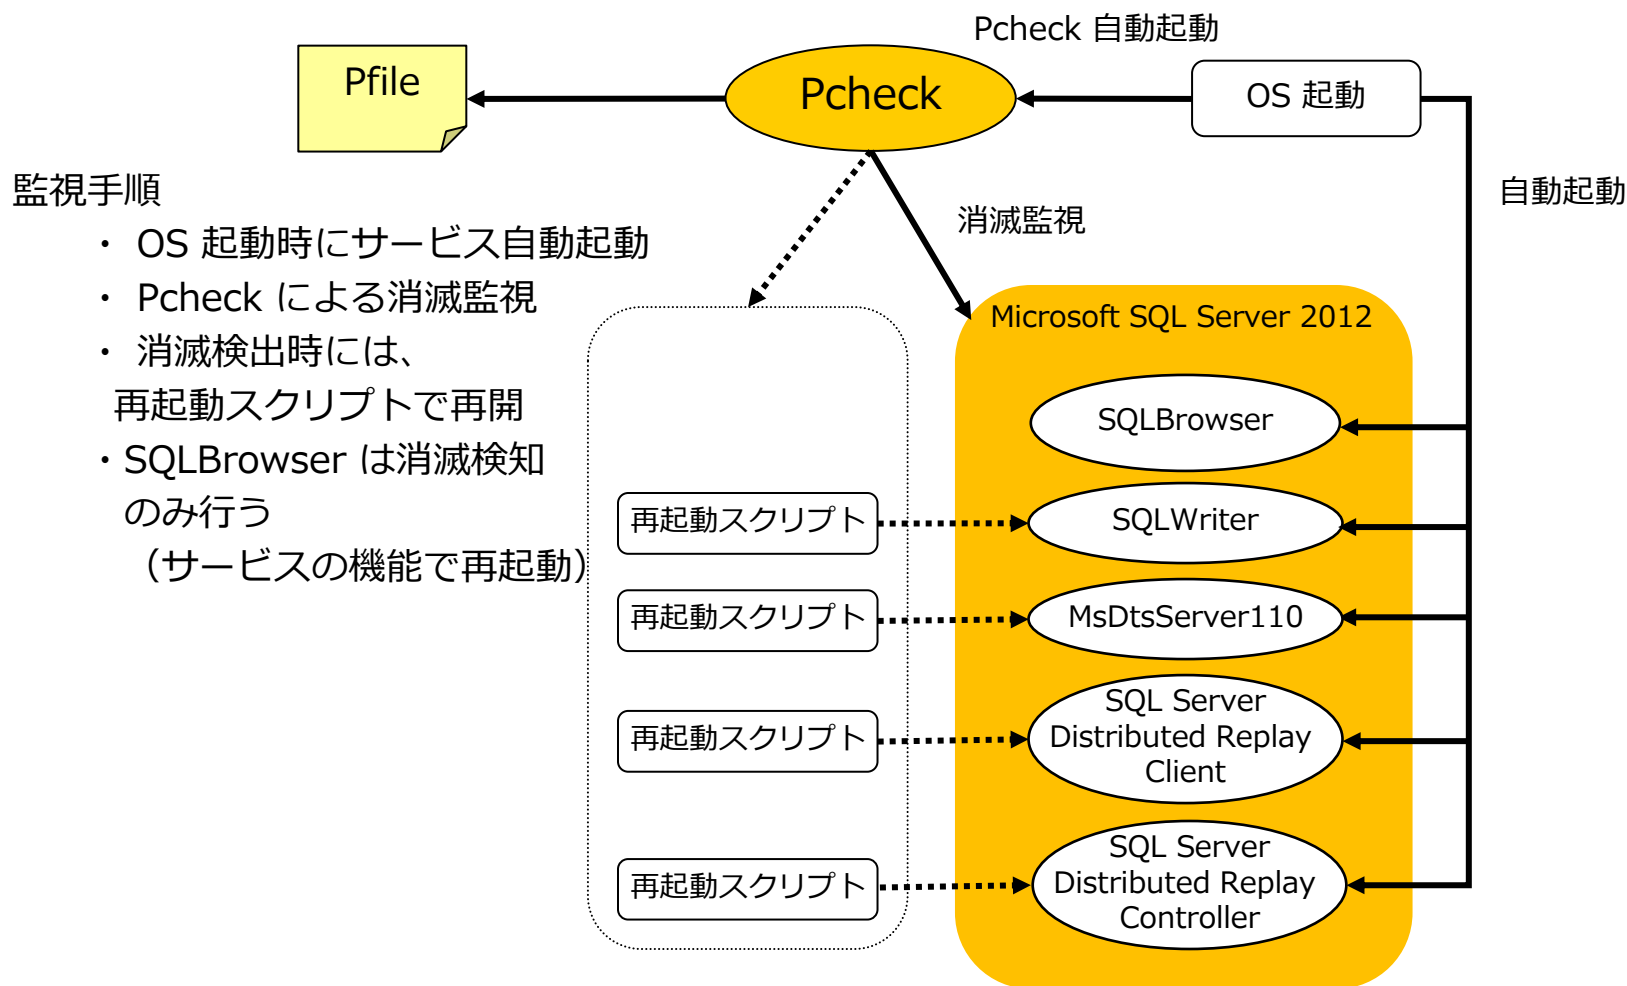 Pcheck 自動起動
Pfile
Pcheck
OS 起動
監視手順
・ OS 起動時にサービス自動起動
・ Pcheck による消滅監視
・ 消滅検出時には、
再起動スクリプトで再開
・SQLBrowser は消滅検知
のみ行う
（サービスの機能で再起動）
消滅監視
自動起動
Microsoft SQL Server 2012
SQLBrowser
再起動スクリプト
SQLWriter
再起動スクリプト
MsDtsServer110
再起動スクリプト
SQL Server
Distributed Replay
Client
再起動スクリプト
SQL Server
Distributed Replay
Controller